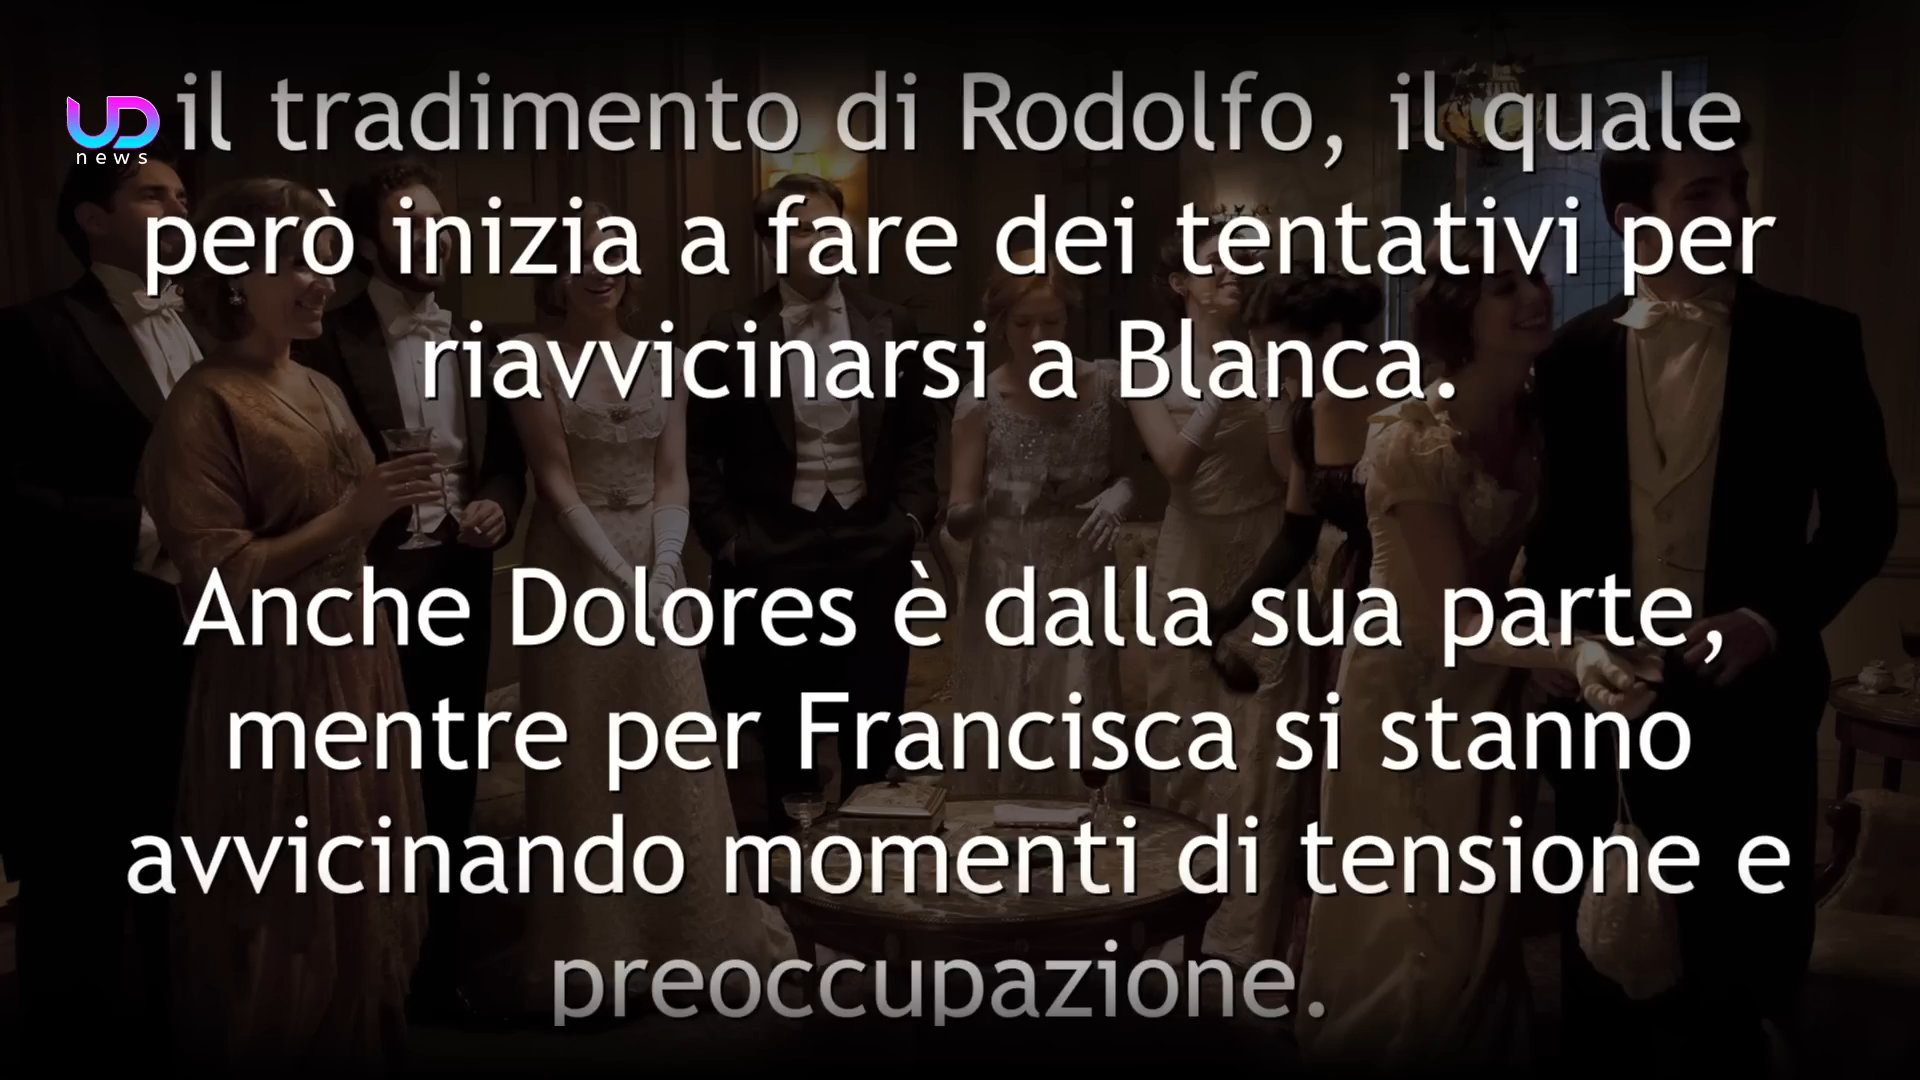 UD
news
il tradimento di Rodolfo, il quale
però inizia a fare dei tentativi per
riavvicinarsi a Blanca.
Anche Dolores è dalla sua parte,
mentre per Francisca si stanno
avvicinando momenti di tensione e
preoccupazione.